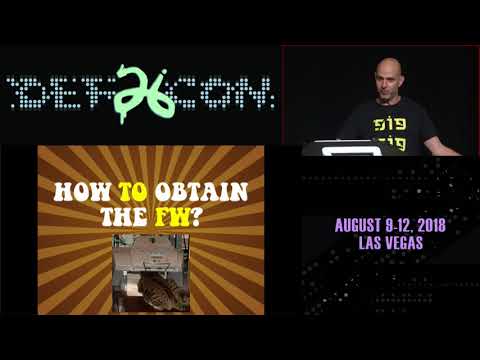 DEF CON
HOW TO OBTAIN
THE FW?
AUGUST 9-12, 2018
LAS VEGAS